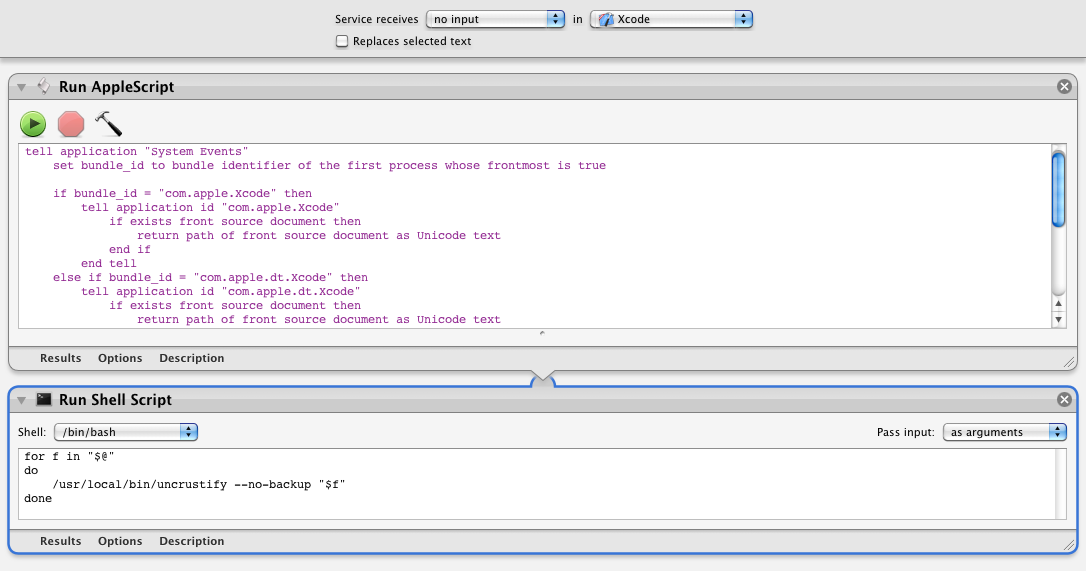 Service receives no input in Xcode
Replaces selected text
Run AppleScript
tell application "System Events"
    set bundle_id to bundle identifier of the first process whose frontmost is true
    if bundle_id = "com.apple.Xcode" then
        tell application id "com.apple.Xcode"
            if exists front source document then
                return path of front source document as Unicode text
            end if
        end tell
    else if bundle_id = "com.apple.dt.Xcode" then
        tell application id "com.apple.dt.Xcode"
            if exists front source document then
                return path of front source document as Unicode text
Results Options Description
Run Shell Script
Shell: /bin/bash Pass input: as arguments
for f in "$@"
do
    /usr/local/bin/uncrustify --no-backup "$f"
done
Results Options Description